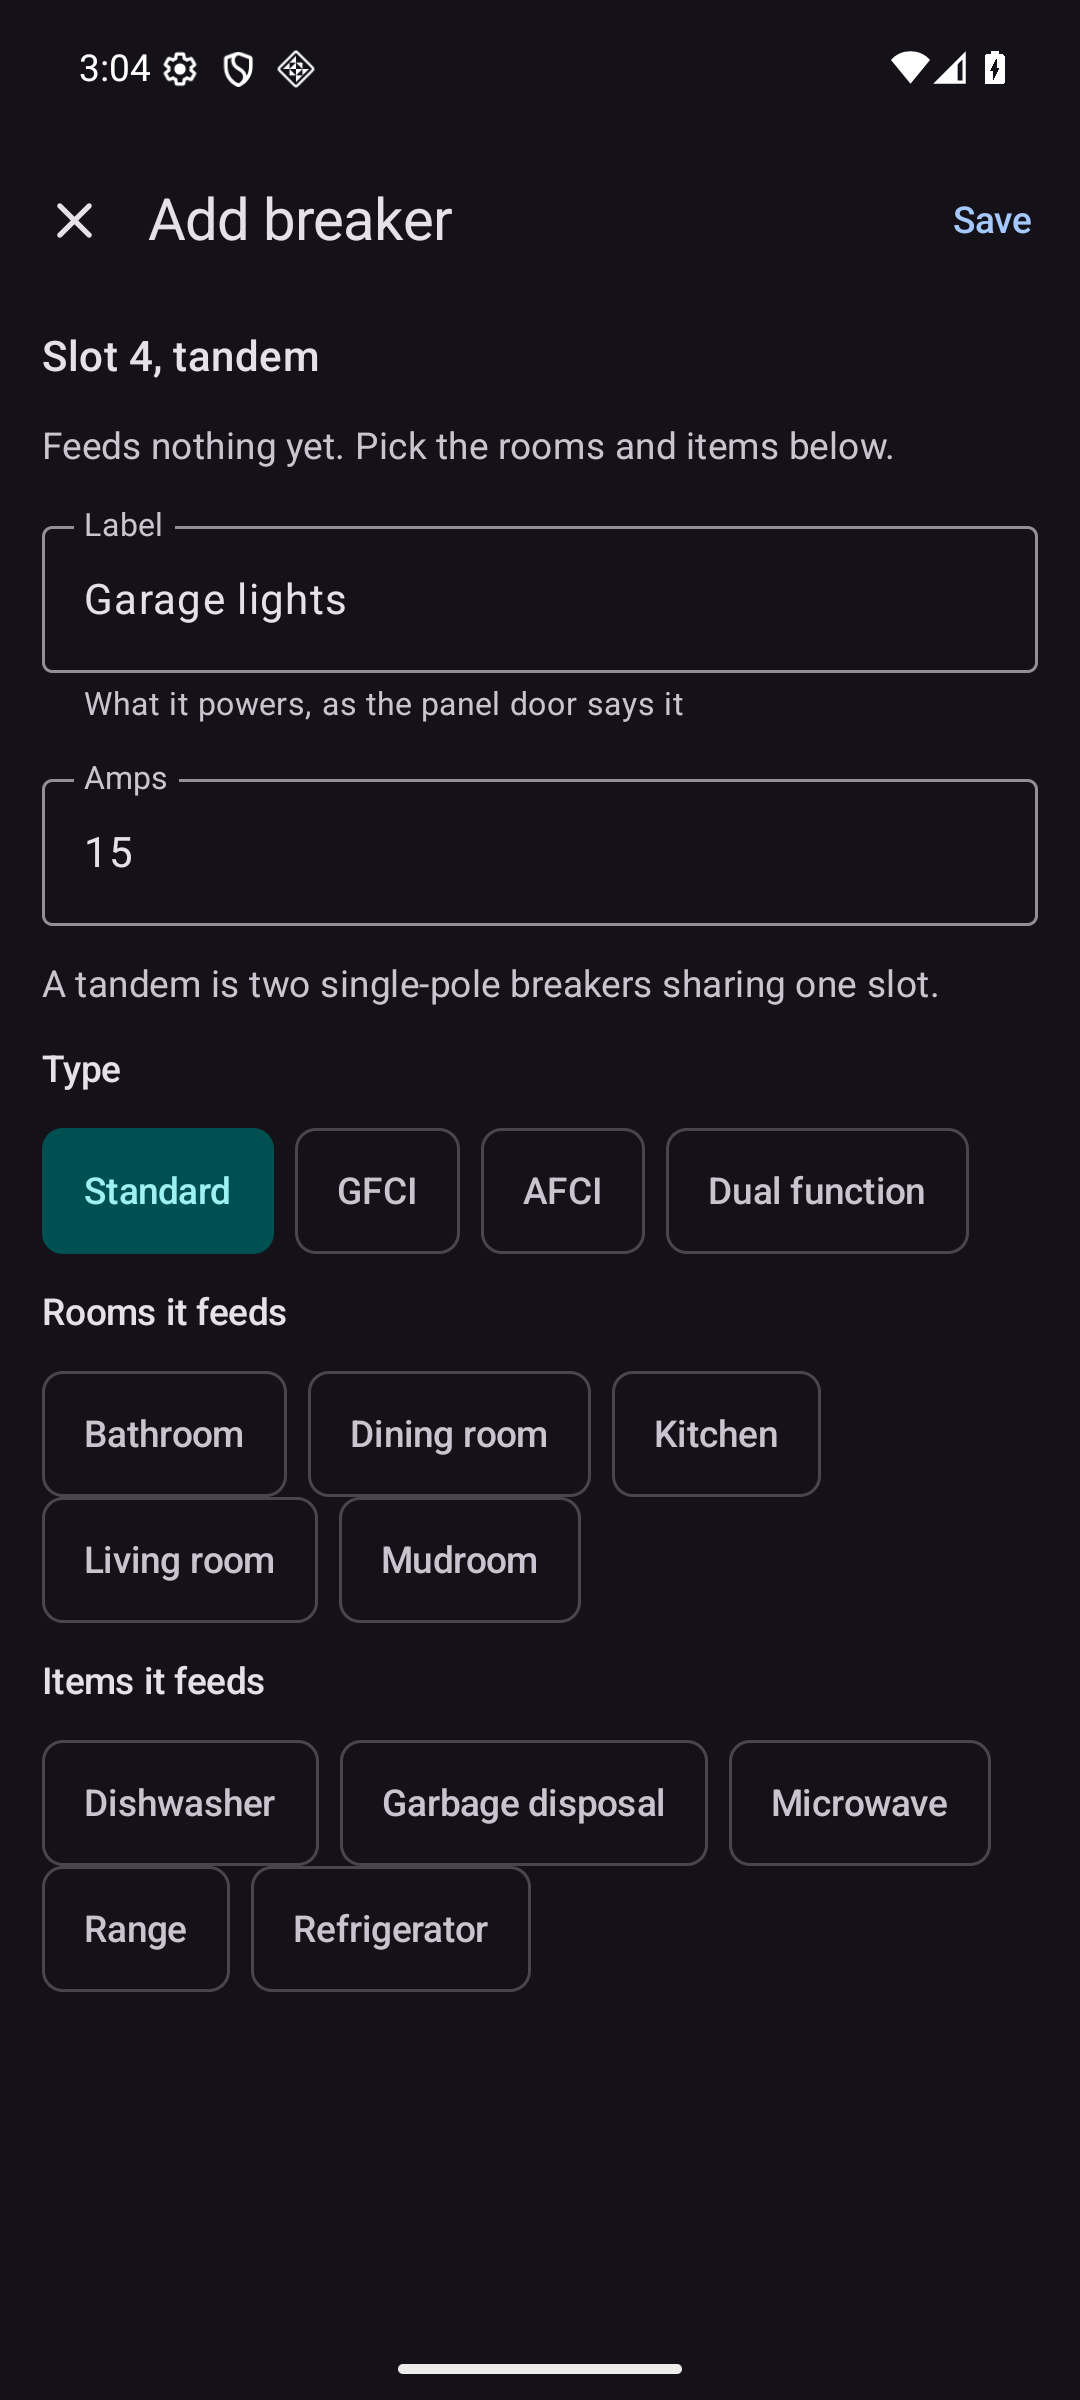 3:04
Add breaker
Save
Slot 4, tandem
Feeds nothing yet. Pick the rooms and items below.
Label
Garage lights
What it powers, as the panel door says it
Amps
15
A tandem is two single-pole breakers sharing one slot.
Type
Standard GFCI AFCI Dual function
Rooms it feeds
Bathroom Dining room Kitchen
Living room Mudroom
Items it feeds
Dishwasher Garbage disposal Microwave
Range Refrigerator